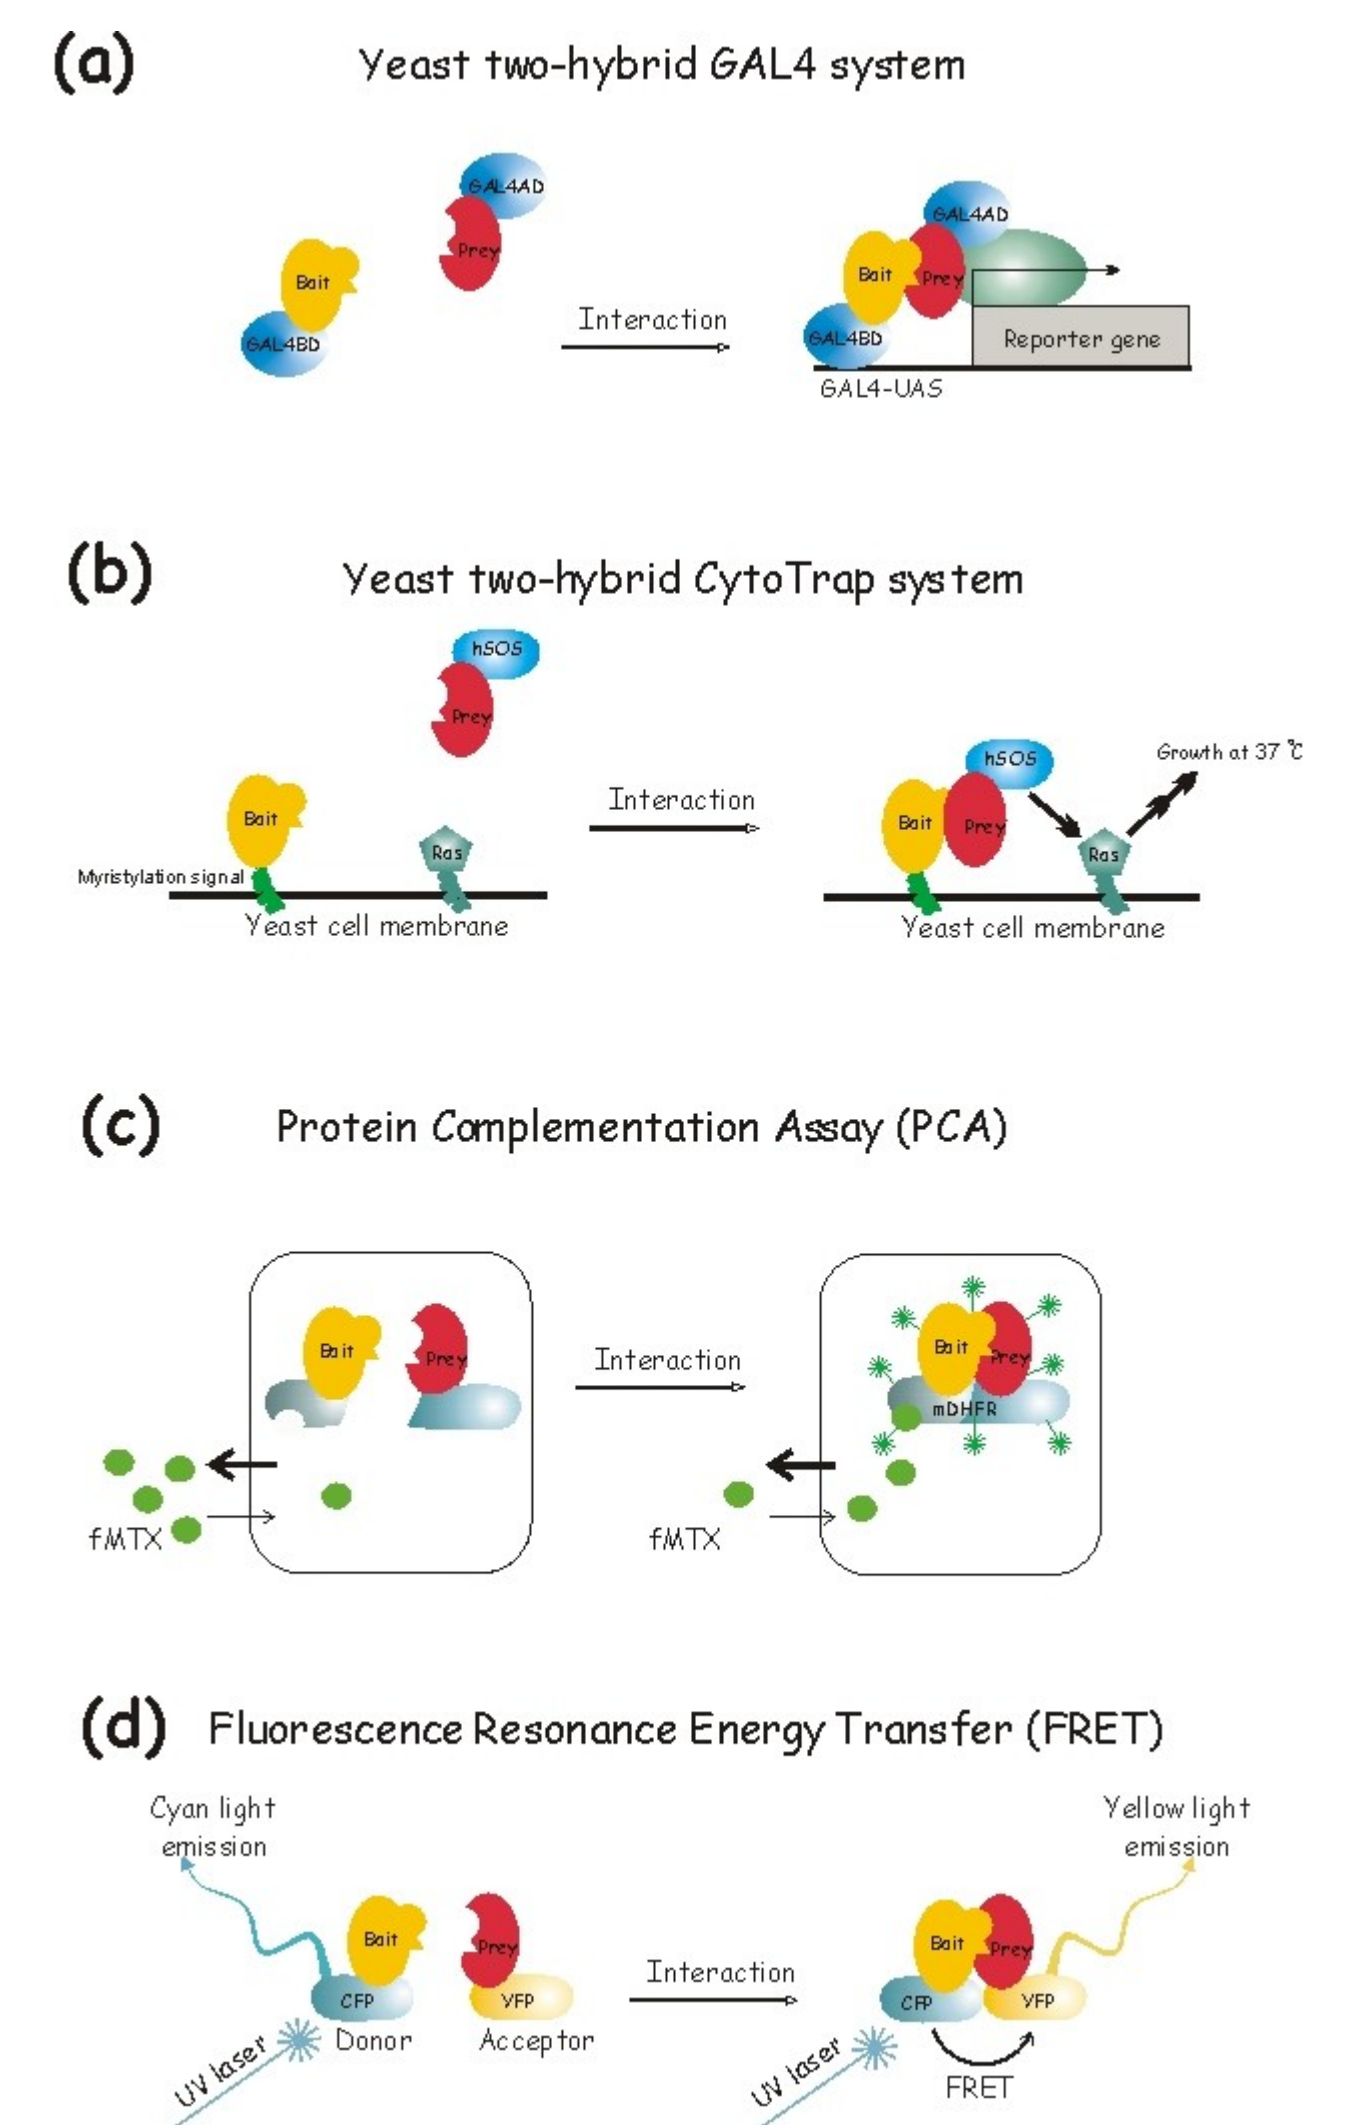 (a)
Yeast two-hybrid GAL4 system
GAL4AD
Prey
Bait
GAL4BD
Interaction
GAL4AD
Bait
Prey
GAL4BD
Reporter gene
GAL4-UAS
(b)
Yeast two-hybrid CytoTrap system
hSOS
Prey
Bait
Ras
Myristylation signal
Yeast cell membrane
Interaction
hSOS
Growth at 37 °C
Bait
Prey
Ras
Yeast cell membrane
(c)
Protein Complementation Assay (PCA)
Bait
Prey
fMTX
Interaction
Bait
Prey
mDHFR
fMTX
(d)
Fluorescence Resonance Energy Transfer (FRET)
Cyan light
emission
Bait
Prey
CFP
YFP
Donor
Acceptor
UV laser
Interaction
Yellow light
emission
Bait
Prey
CFP
YFP
UV laser
FRET